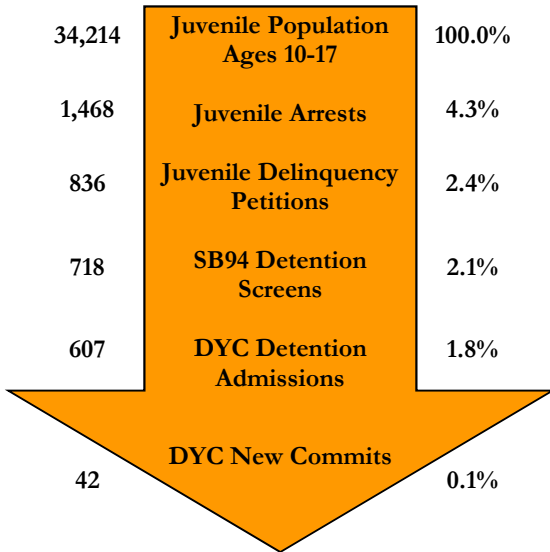 34,214 Juvenile Population 100.0%
Ages 10-17
1,468 Juvenile Arrests 4.3%
836 Juvenile Delinquency 2.4%
Petitions
718 SB94 Detention 2.1%
Screens
607 DYC Detention 1.8%
Admissions
DYC New Commits
42 0.1%